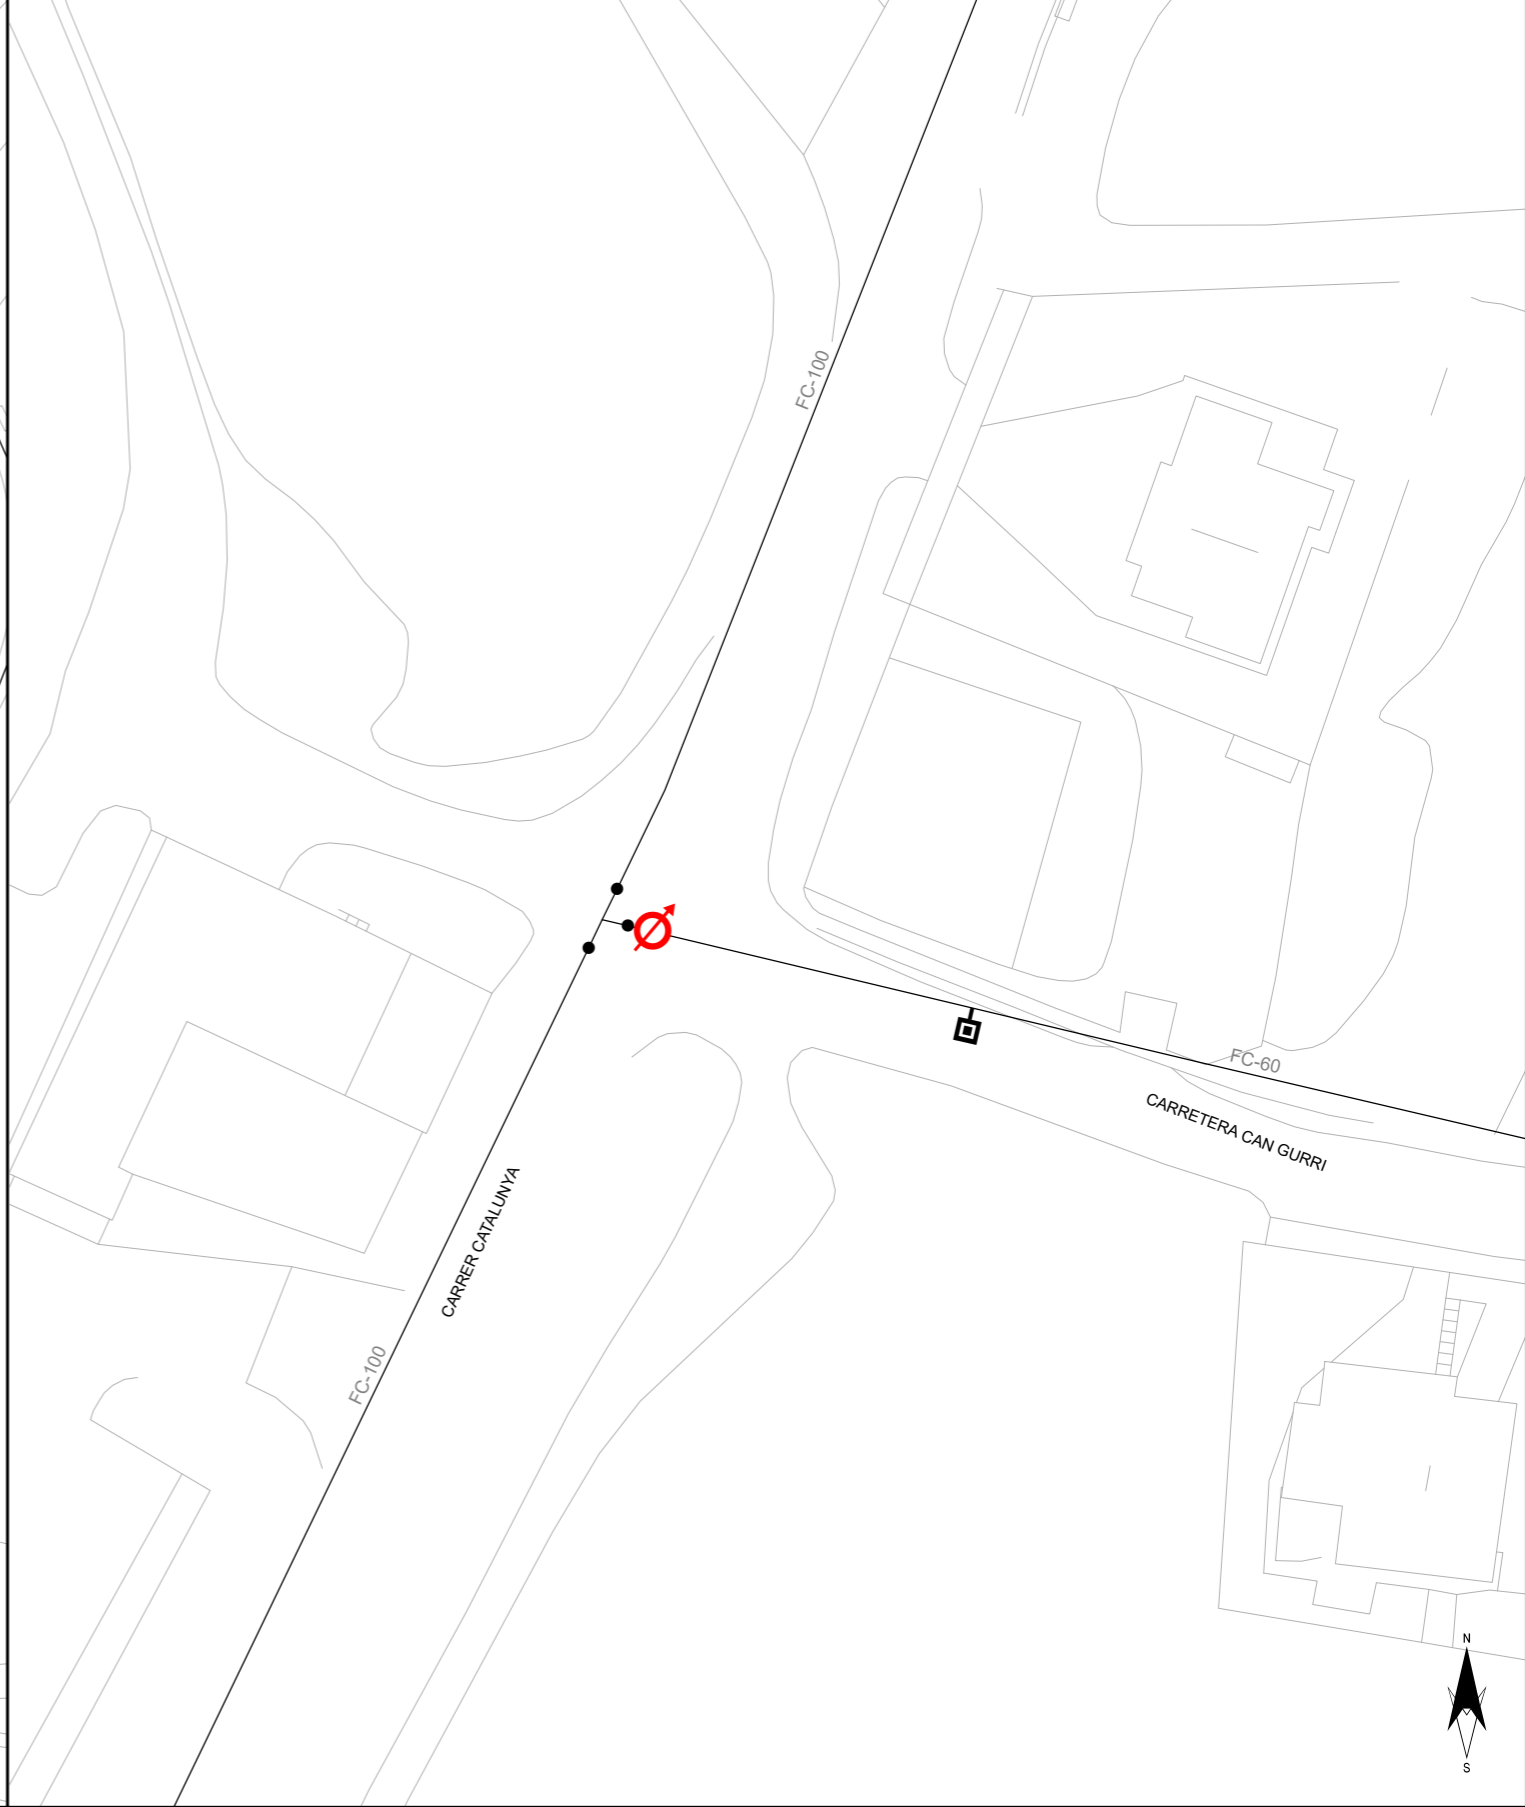 FC-100
FC-60
CARRETERA CAN GURRI
CARRER CATALUNYA
FC-100
N
S